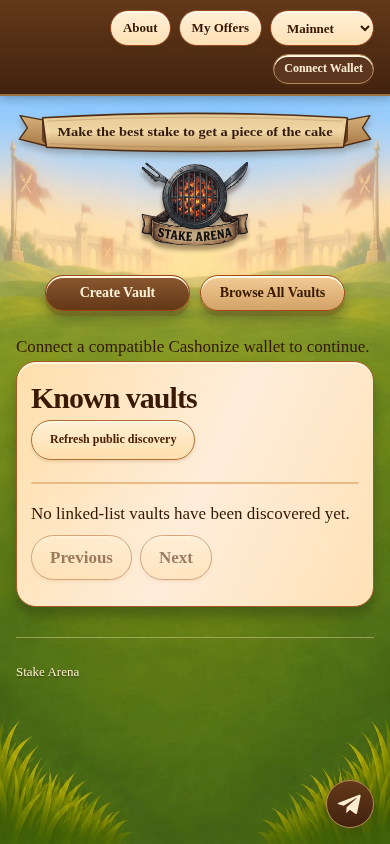 About
My Offers
Mainnet
Connect Wallet
Make the best stake to get a piece of the cake
STAKE ARENA
Create Vault
Browse All Vaults
Connect a compatible Cashonize wallet to continue.
Known vaults
Refresh public discovery
No linked-list vaults have been discovered yet.
Previous
Next
Stake Arena